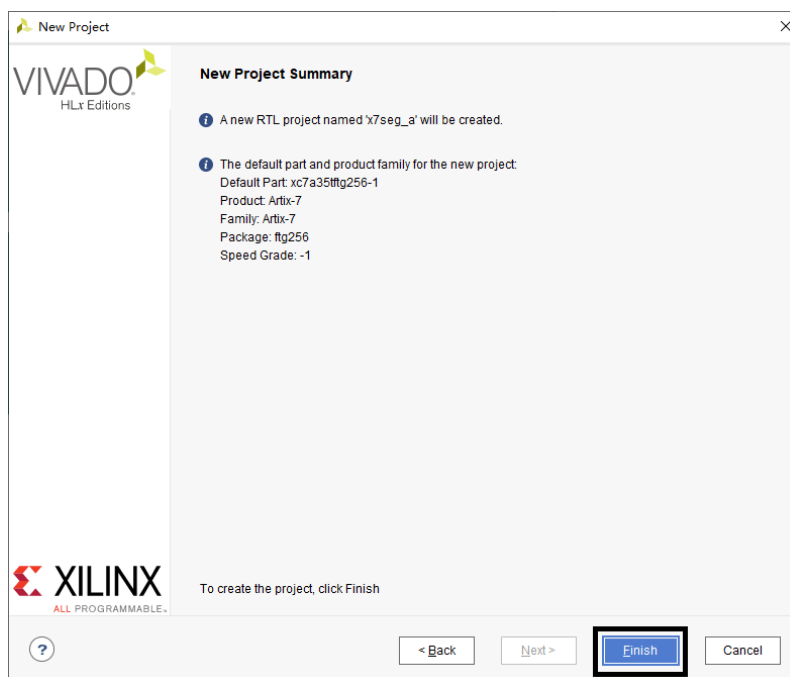 New Project
VIVADO
HLx Editions
New Project Summary
A new RTL project named 'x7seg_a' will be created.
The default part and product family for the new project:
Default Part: xc7a35tftg256-1
Product: Artix-7
Family: Artix-7
Package: ftg256
Speed Grade: -1
XILINX
ALL PROGRAMMABLE.
To create the project, click Finish
?
< Back
Next >
Finish
Cancel